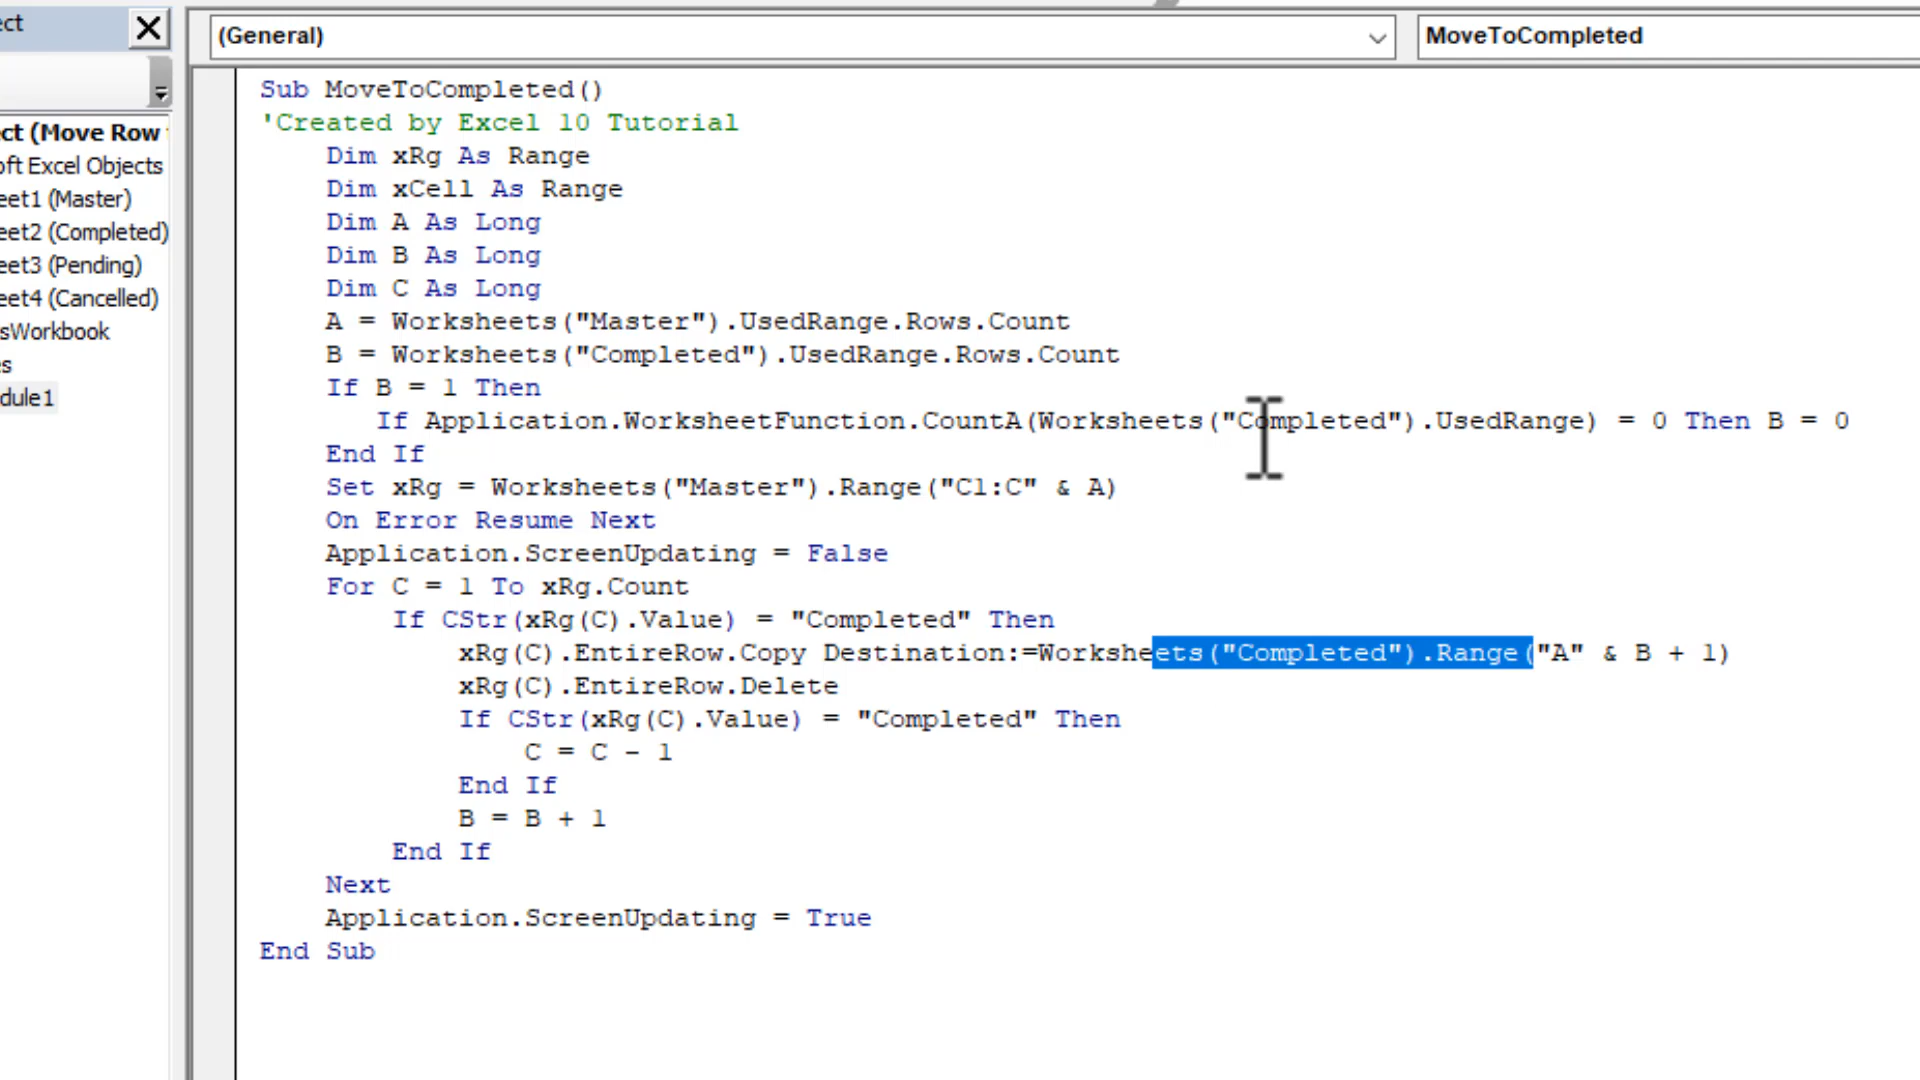 ect
(General)
MoveToCompleted
ect (Move Row
oft Excel Objects
eet1 (Master)
eet2 (Completed)
eet3 (Pending)
eet4 (Cancelled)
sWorkbook
es
dule1
Sub MoveToCompleted()
'Created by Excel 10 Tutorial
Dim xRg As Range
Dim xCell As Range
Dim A As Long
Dim B As Long
Dim C As Long
A = Worksheets("Master").UsedRange.Rows.Count
B = Worksheets("Completed").UsedRange.Rows.Count
If B = 1 Then
If Application.WorksheetFunction.CountA(Worksheets("Completed").UsedRange) = 0 Then B = 0
End If
Set xRg = Worksheets("Master").Range("C1:C" & A)
On Error Resume Next
Application.ScreenUpdating = False
For C = 1 To xRg.Count
If CStr(xRg(C).Value) = "Completed" Then
xRg(C).EntireRow.Copy Destination:=Worksheets("Completed").Range("A" & B + 1)
xRg(C).EntireRow.Delete
If CStr(xRg(C).Value) = "Completed" Then
C = C - 1
End If
B = B + 1
End If
Next
Application.ScreenUpdating = True
End Sub